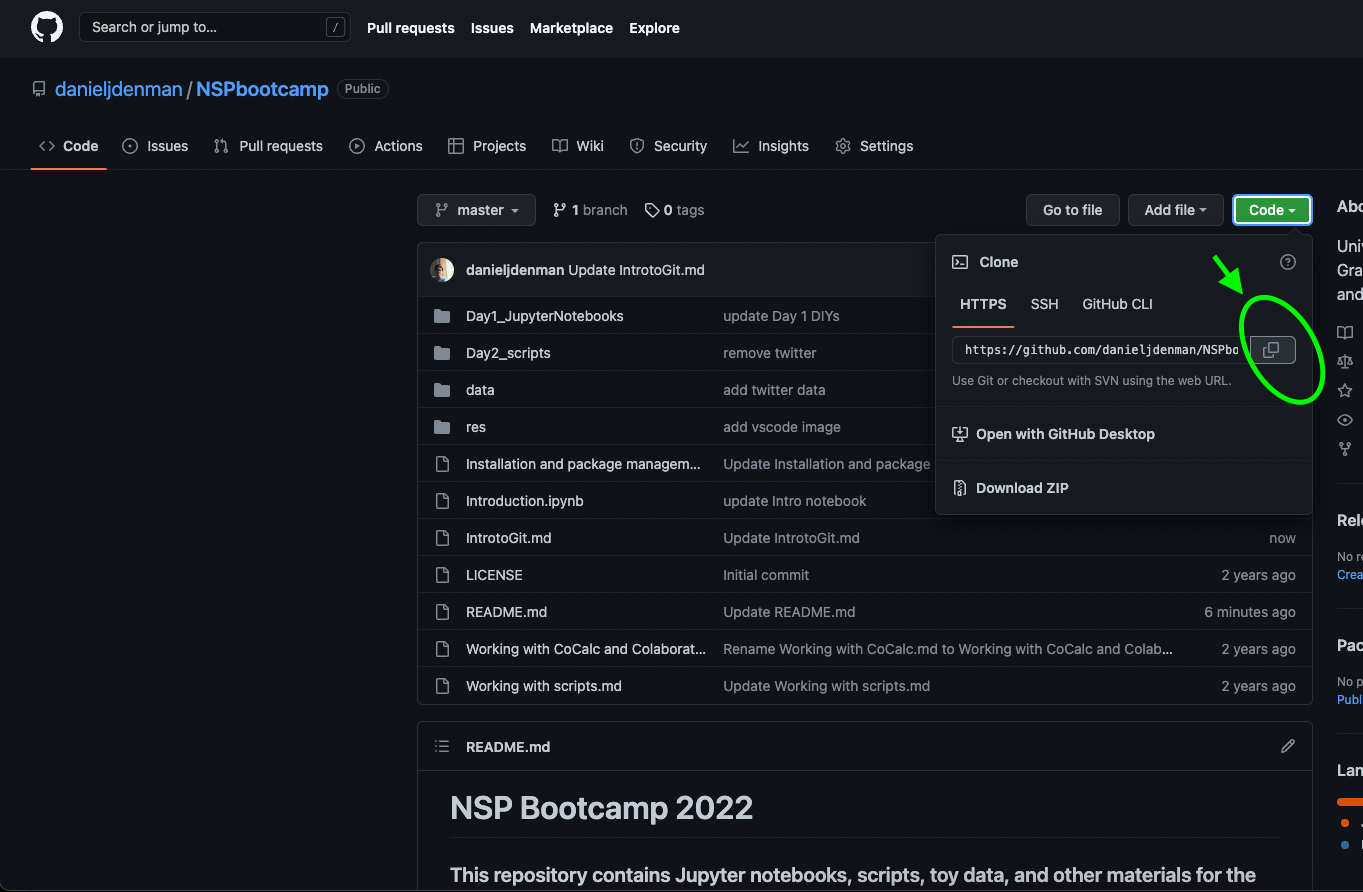 Search or jump to... /
Pull requests Issues Marketplace Explore
danieljdenman / NSPbootcamp Public
Code Issues Pull requests Actions Projects Wiki Security Insights Settings
master 1 branch 0 tags Go to file Add file Code
danieljdenman Update IntrotoGit.md
Day1_JupyterNotebooks update Day 1 DIYs
Day2_scripts remove twitter
data add twitter data
res add vscode image
Installation and package managem... Update Installation and package
Introduction.ipynb update Intro notebook
IntrotoGit.md Update IntrotoGit.md now
LICENSE Initial commit 2 years ago
README.md Update README.md 6 minutes ago
Working with CoCalc and Colaborat... Rename Working with CoCalc.md to Working with CoCalc and Colab... 2 years ago
Working with scripts.md Update Working with scripts.md 2 years ago
Clone
HTTPS SSH GitHub CLI
https://github.com/danieljdenman/NSPbo
Use Git or checkout with SVN using the web URL.
Open with GitHub Desktop
Download ZIP
README.md
NSP Bootcamp 2022
This repository contains Jupyter notebooks, scripts, toy data, and other materials for the
Abo
Univ
Gra
and
Rele
No re
Crea
Pac
No p
Publ
Lan